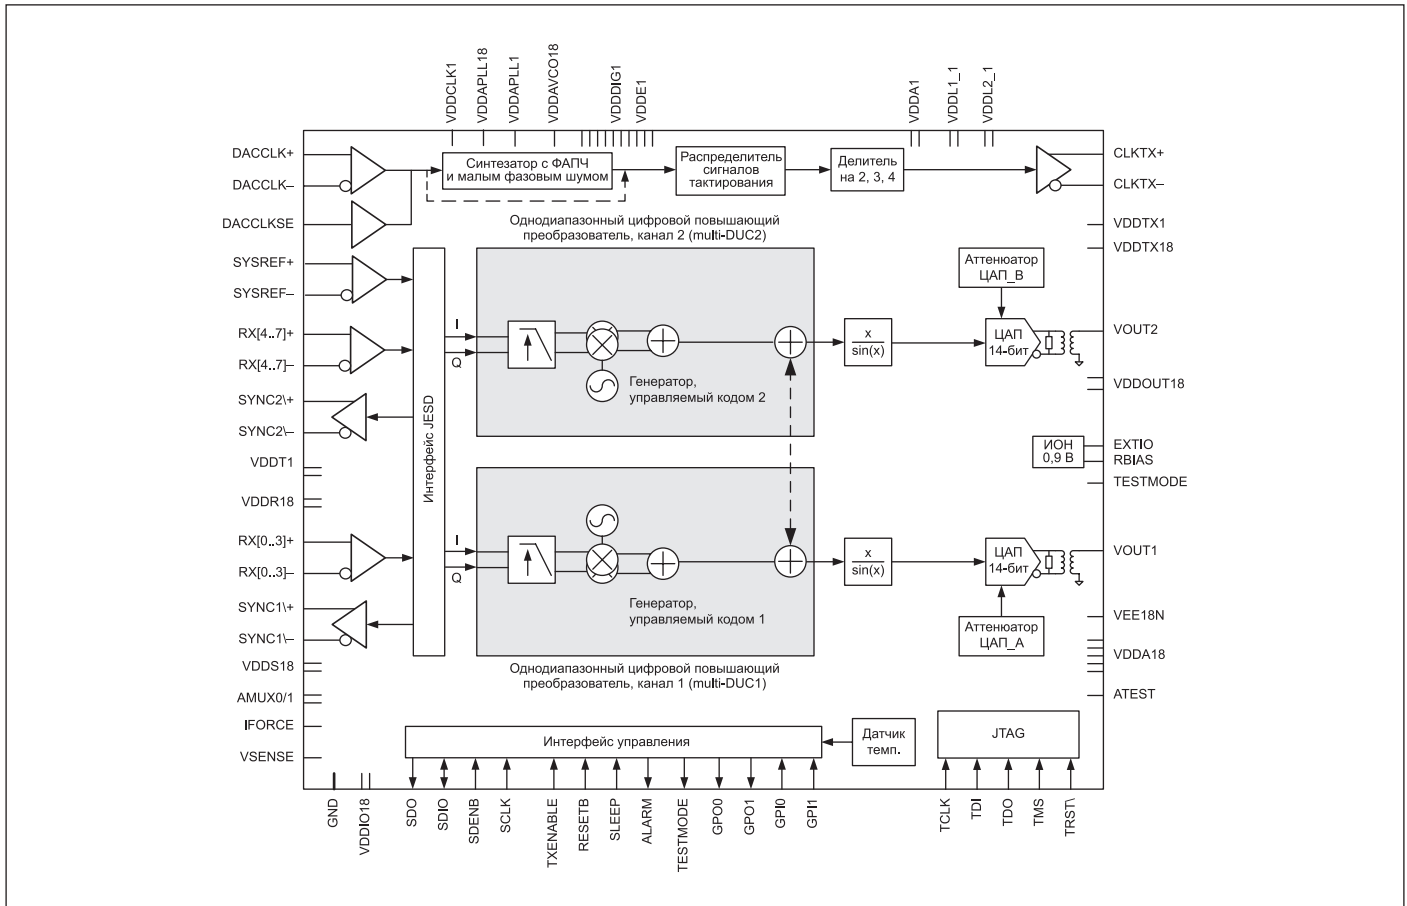 VDDCLK1
VDDAPLL18
VDDAPLL1
VDDAVCO18
VDDDIG1
VDDE1
VDDA1
VDDL1_1
VDDL2_1
DACCLK+
DACCLK–
DACCLKSE
SYSREF+
SYSREF–
RX[4..7]+
RX[4..7]–
SYNC2\+
SYNC2\–
VDDT1
VDDR18
RX[0..3]+
RX[0..3]–
SYNC1\+
SYNC1\–
VDDS18
AMUX0/1
IFORCE
VSENSE
Синтезатор с ФАПЧ
и малым фазовым шумом
Распределитель
сигналов
тактирования
Делитель
на 2, 3, 4
Однодиапазонный цифровой повышающий
преобразователь, канал 2 (multi-DUC2)
Интерфейс JESD
I
Q
Генератор,
управляемый кодом 2
x
sin(x)
Аттенюатор
ЦАП_B
ЦАП
14-бит
ИОН
0,9 В
I
Q
Генератор,
управляемый кодом 1
x
sin(x)
ЦАП
14-бит
Аттенюатор
ЦАП_A
Однодиапазонный цифровой повышающий
преобразователь, канал 1 (multi-DUC1)
Интерфейс управления
Датчик
темп.
JTAG
CLKTX+
CLKTX–
VDDTX1
VDDTX18
VOUT2
VDDOUT18
EXTIO
RBIAS
TESTMODE
VOUT1
VEE18N
VDDA18
ATEST
GND
VDDIO18
SDO
SDIO
SDENB
SCLK
TXENABLE
RESETB
SLEEP
ALARM
TESTMODE
GPO0
GPO1
GPI0
GPI1
TCLK
TDI
TDO
TMS
TRST\